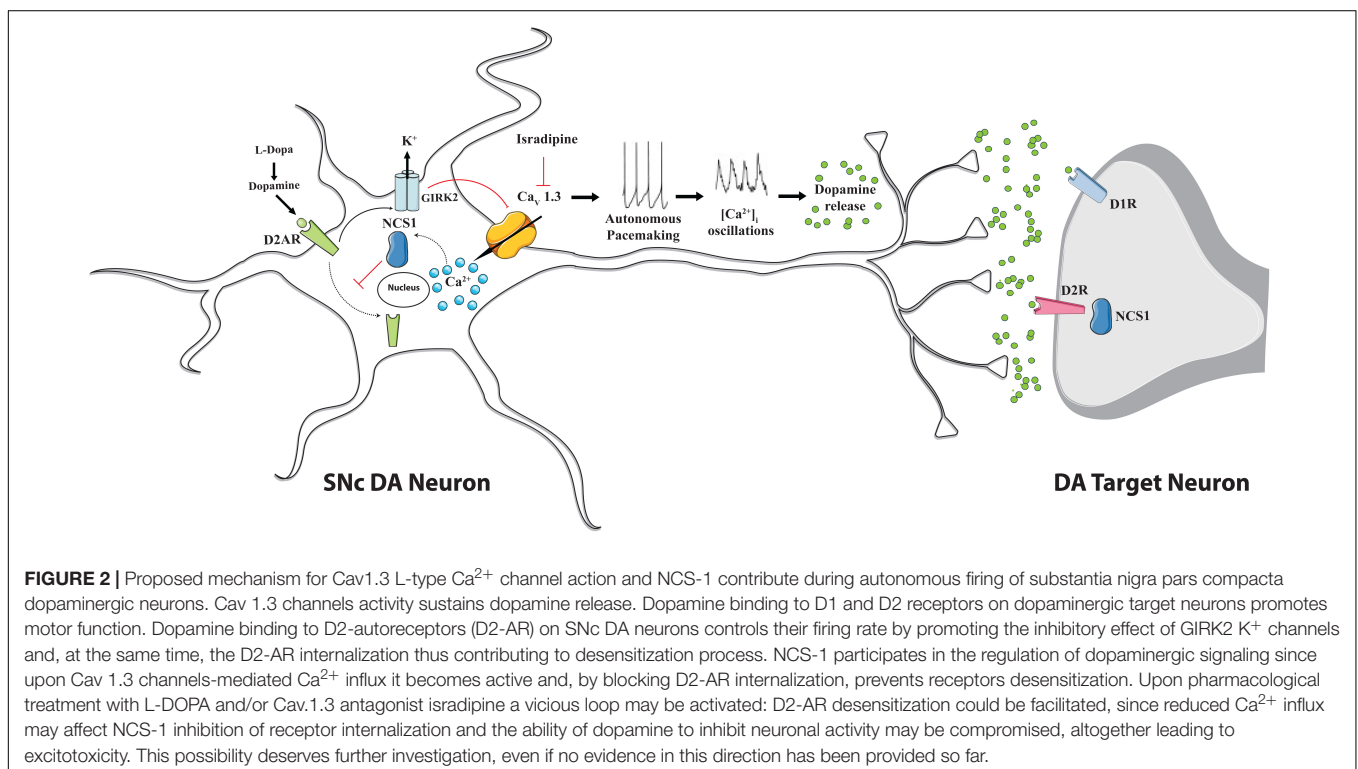 L-Dopa
Dopamine
D2AR
K+
GIRK2
NCS1
Nucleus
Ca2+
Isradipine
Cav 1.3
Autonomous
Pacemaking
[Ca2+]i
oscillations
Dopamine
release
D1R
D2R
NCS1
SNc DA Neuron
DA Target Neuron
FIGURE 2 | Proposed mechanism for Cav1.3 L-type Ca2+ channel action and NCS-1 contribute during autonomous firing of substantia nigra pars compacta
dopaminergic neurons. Cav 1.3 channels activity sustains dopamine release. Dopamine binding to D1 and D2 receptors on dopaminergic target neurons promotes
motor function. Dopamine binding to D2-autoreceptors (D2-AR) on SNc DA neurons controls their firing rate by promoting the inhibitory effect of GIRK2 K+ channels
and, at the same time, the D2-AR internalization thus contributing to desensitization process. NCS-1 participates in the regulation of dopaminergic signaling since
upon Cav 1.3 channels-mediated Ca2+ influx it becomes active and, by blocking D2-AR internalization, prevents receptors desensitization. Upon pharmacological
treatment with L-DOPA and/or Cav.1.3 antagonist isradipine a vicious loop may be activated: D2-AR desensitization could be facilitated, since reduced Ca2+ influx
may affect NCS-1 inhibition of receptor internalization and the ability of dopamine to inhibit neuronal activity may be compromised, altogether leading to
excitotoxicity. This possibility deserves further investigation, even if no evidence in this direction has been provided so far.